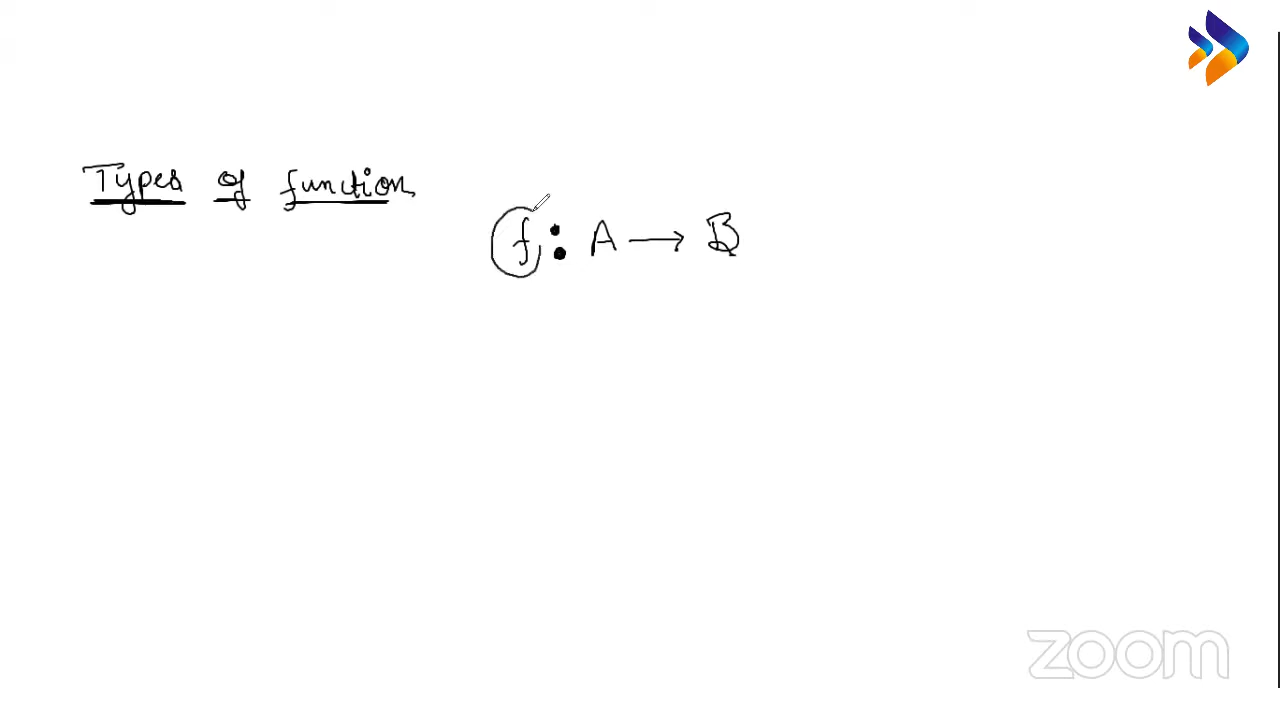 Types of function
f : A → B
zoom